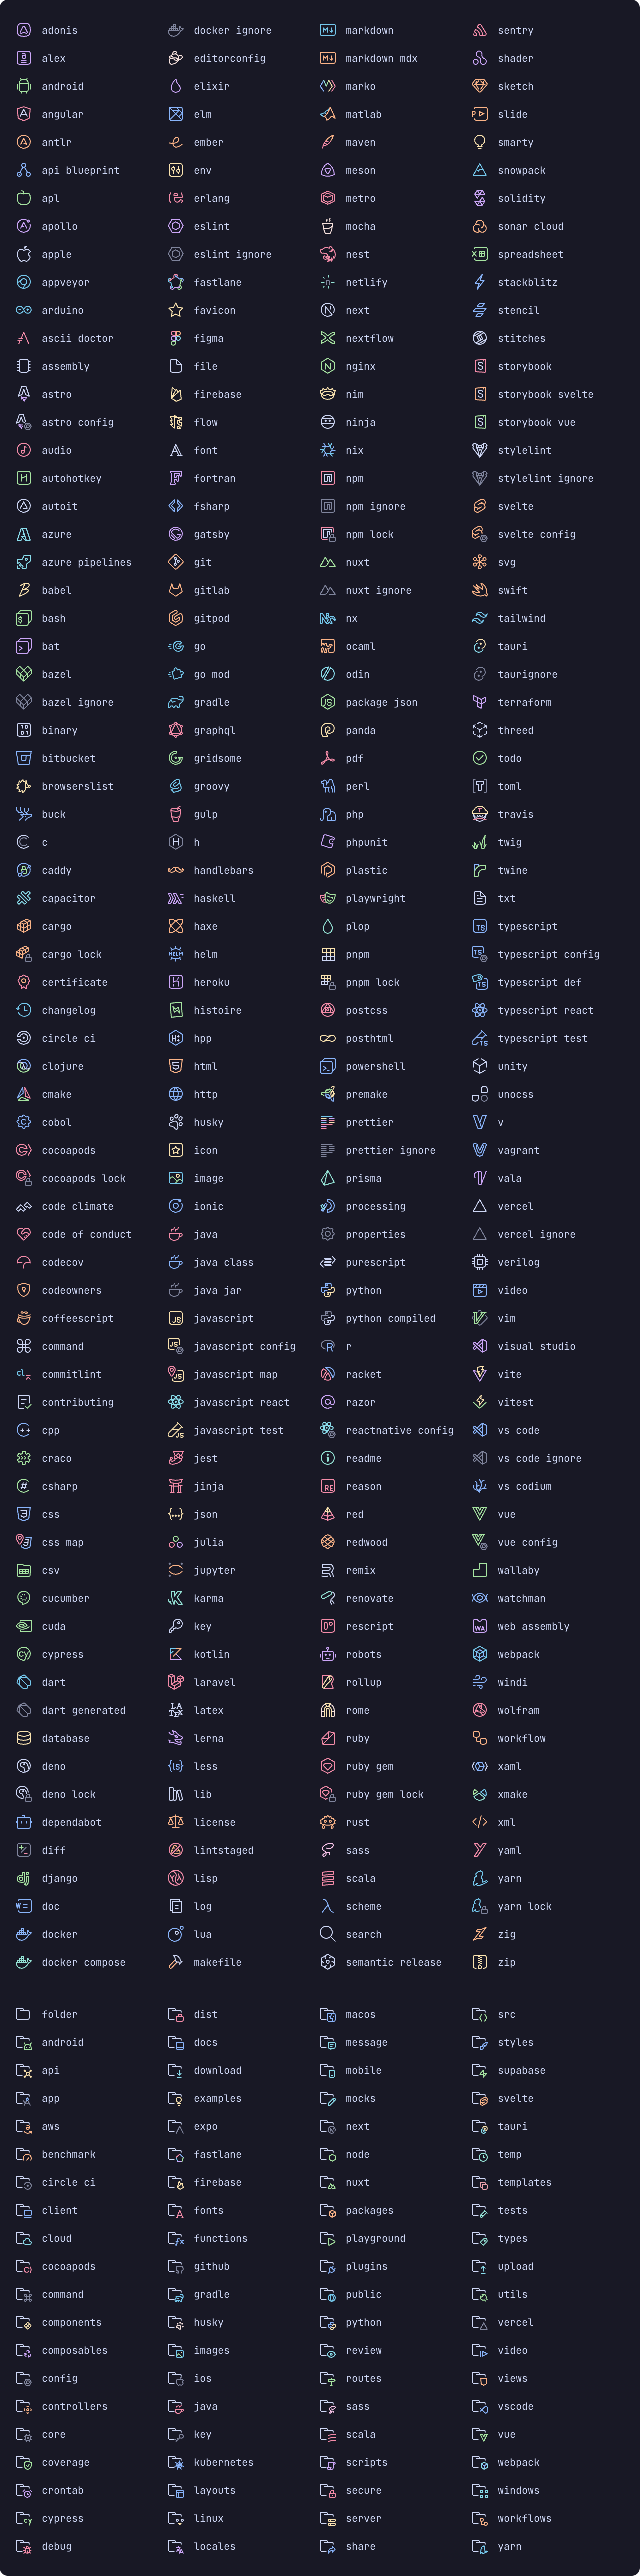 adonis
alex
android
angular
antlr
api blueprint
apl
apollo
apple
appveyor
arduino
ascii doctor
assembly
astro
astro config
audio
autohotkey
autoit
azure
azure pipelines
babel
bash
bat
bazel
bazel ignore
binary
bitbucket
browserslist
buck
c
caddy
capacitor
cargo
cargo lock
certificate
changelog
circle ci
clojure
cmake
cobol
cocoapods
cocoapods lock
code climate
code of conduct
codecov
codeowners
coffeescript
command
commitlint
contributing
cpp
craco
csharp
css
css map
csv
cucumber
cuda
cypress
dart
dart generated
database
deno
deno lock
dependabot
diff
django
doc
docker
docker compose
docker ignore
editorconfig
elixir
elm
ember
env
erlang
eslint
eslint ignore
fastlane
favicon
figma
file
firebase
flow
font
fortran
fsharp
gatsby
git
gitlab
gitpod
go
go mod
gradle
graphql
gridsome
groovy
gulp
h
handlebars
haskell
haxe
helm
heroku
histoire
hpp
html
http
husky
icon
image
ionic
java
java class
java jar
javascript
javascript config
javascript map
javascript react
javascript test
jest
jinja
json
julia
jupyter
karma
key
kotlin
laravel
latex
lerna
less
lib
license
lintstaged
lisp
log
lua
makefile
markdown
markdown mdx
marko
matlab
maven
meson
metro
mocha
nest
netlify
next
nextflow
nginx
nim
ninja
nix
npm
npm ignore
npm lock
nuxt
nuxt ignore
nx
ocaml
odin
package json
panda
pdf
perl
php
phpunit
plastic
playwright
plop
pnpm
pnpm lock
postcss
posthtml
powershell
premake
prettier
prettier ignore
prisma
processing
properties
purescript
python
python compiled
r
racket
razor
reactnative config
readme
reason
red
redwood
remix
renovate
rescript
robots
rollup
rome
ruby
ruby gem
ruby gem lock
rust
sass
scala
scheme
search
semantic release
sentry
shader
sketch
slide
smarty
snowpack
solidity
sonar cloud
spreadsheet
stackblitz
stencil
stitches
storybook
storybook svelte
storybook vue
stylelint
stylelint ignore
svelte
svelte config
svg
swift
tailwind
tauri
taurignore
terraform
threed
todo
toml
travis
twig
twine
txt
typescript
typescript config
typescript def
typescript react
typescript test
unity
unocss
v
vagrant
vala
vercel
vercel ignore
verilog
video
vim
visual studio
vite
vitest
vs code
vs code ignore
vs codium
vue
vue config
wallaby
watchman
web assembly
webpack
windi
wolfram
workflow
xaml
xmake
xml
yaml
yarn
yarn lock
zig
zip
folder
android
api
app
aws
benchmark
circle ci
client
cloud
cocoapods
command
components
composables
config
controllers
core
coverage
crontab
cypress
debug
dist
docs
download
examples
expo
fastlane
firebase
fonts
functions
github
gradle
husky
images
ios
java
key
kubernetes
layouts
linux
locales
macos
message
mobile
mocks
next
node
nuxt
packages
playground
plugins
public
python
review
routes
sass
scala
scripts
secure
server
share
src
styles
supabase
svelte
tauri
temp
templates
tests
types
upload
utils
vercel
video
views
vscode
vue
webpack
windows
workflows
yarn